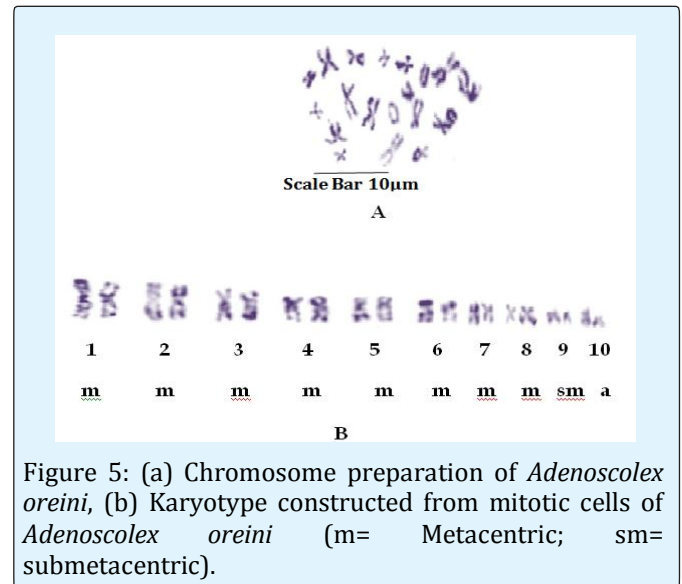 Scale Bar 10µm
A
1 2 3 4 5 6 7 8 9 10
m m m m m m m m sm a
B
Figure 5: (a) Chromosome preparation of Adenoscolex
oreini, (b) Karyotype constructed from mitotic cells of
Adenoscolex oreini (m= Metacentric; sm=
submetacentric).